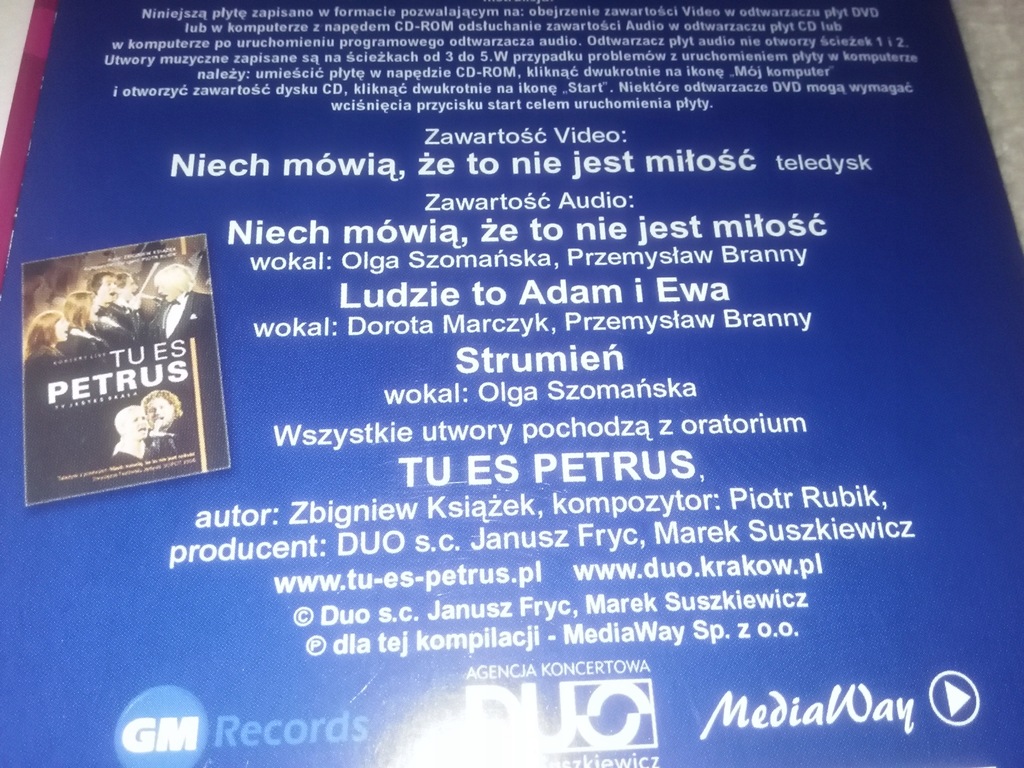 Niniejszą płytę zapisano w formacie pozwalającym na: obejrzenie zawartości Video w odtwarzaczu płyt DVD
lub w komputerze z napędem CD-ROM odsłuchanie zawartości Audio w odtwarzaczu płyt CD lub
w komputerze po uruchomieniu programowego odtwarzacza audio. Odtwarzacz płyt audio nie otworzy ścieżek 1 i 2.
Utwory muzyczne zapisane są na ścieżkach od 3 do 5.W przypadku problemów z uruchomieniem płyty w komputerze
należy: umieścić płytę w napędzie CD-ROM, kliknąć dwukrotnie na ikonę „Mój komputer"
i otworzyć zawartość dysku CD, kliknąć dwukrotnie na ikonę „Start". Niektóre odtwarzacze DVD mogą wymagać
wciśnięcia przycisku start celem uruchomienia płyty.
Zawartość Video:
Niech mówią, że to nie jest miłość teledysk
Zawartość Audio:
Niech mówią, że to nie jest miłość
wokal: Olga Szomańska, Przemysław Branny
Ludzie to Adam i Ewa
wokal: Dorota Marczyk, Przemysław Branny
Strumień
wokal: Olga Szomańska
Wszystkie utwory pochodzą z oratorium
TU ES PETRUS,
autor: Zbigniew Książek, kompozytor: Piotr Rubik,
producent: DUO s.c. Janusz Fryc, Marek Suszkiewicz
www.tu-es-petrus.pl www.duo.krakow.pl
© Duo s.c. Janusz Fryc, Marek Suszkiewicz
℗ dla tej kompilacji - MediaWay Sp. z o.o.
KONCERT LIVE TU ES
PETRUS
TY JESTEŚ SKAŁĄ
GM Records
AGENCJA KONCERTOWA
DUO
MediaWay